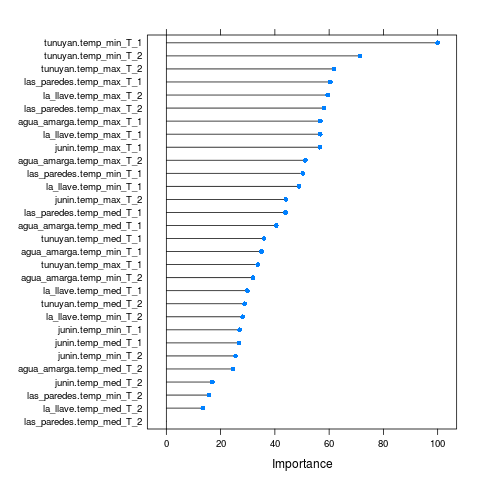 tunuyan.temp_min_T_1
tunuyan.temp_min_T_2
tunuyan.temp_max_T_2
las_paredes.temp_max_T_1
la_llave.temp_max_T_2
las_paredes.temp_max_T_2
agua_amarga.temp_max_T_1
la_llave.temp_max_T_1
junin.temp_max_T_1
agua_amarga.temp_max_T_2
las_paredes.temp_min_T_1
la_llave.temp_min_T_1
junin.temp_max_T_2
las_paredes.temp_med_T_1
agua_amarga.temp_med_T_1
tunuyan.temp_med_T_1
agua_amarga.temp_min_T_1
tunuyan.temp_max_T_1
agua_amarga.temp_min_T_2
la_llave.temp_med_T_1
tunuyan.temp_med_T_2
la_llave.temp_min_T_2
junin.temp_min_T_1
junin.temp_med_T_1
junin.temp_min_T_2
agua_amarga.temp_med_T_2
junin.temp_med_T_2
las_paredes.temp_min_T_2
la_llave.temp_med_T_2
las_paredes.temp_med_T_2
0 20 40 60 80 100
Importance